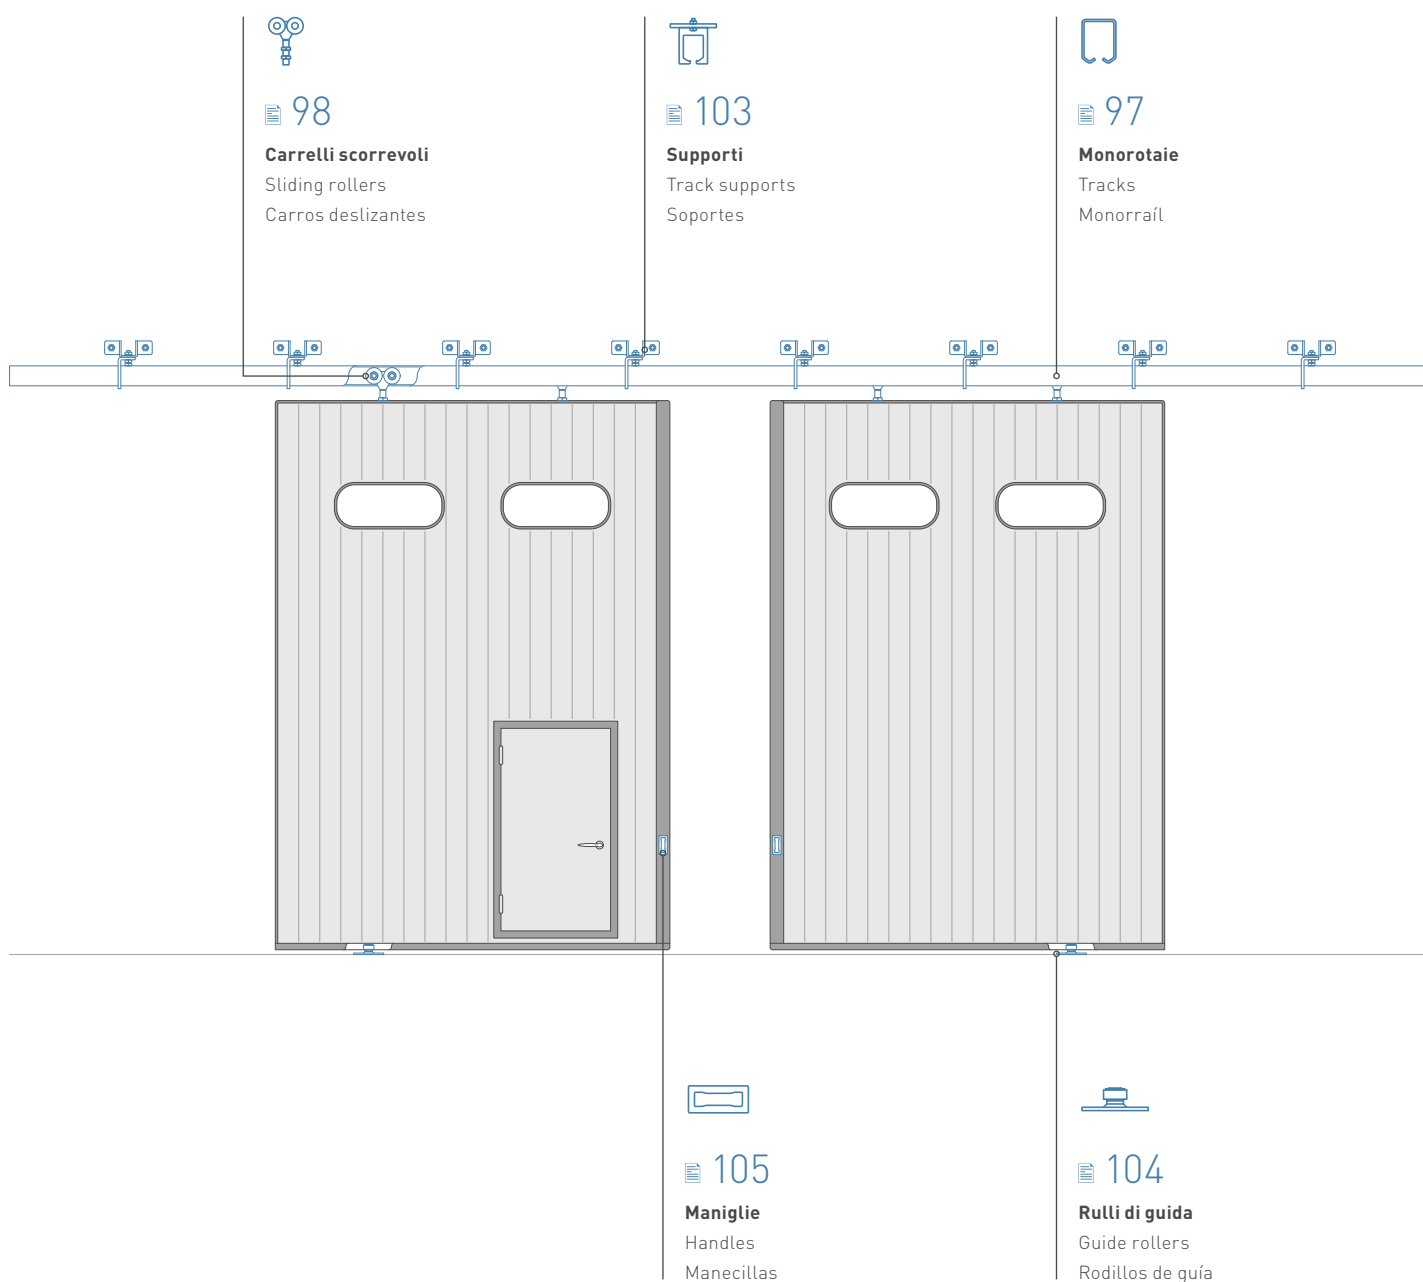 98
Carrelli scorrevoli
Sliding rollers
Carros deslizantes
103
Supporti
Track supports
Soportes
97
Monorotaie
Tracks
Monorraíl
105
Maniglie
Handles
Manecillas
104
Rulli di guida
Guide rollers
Rodillos de guía